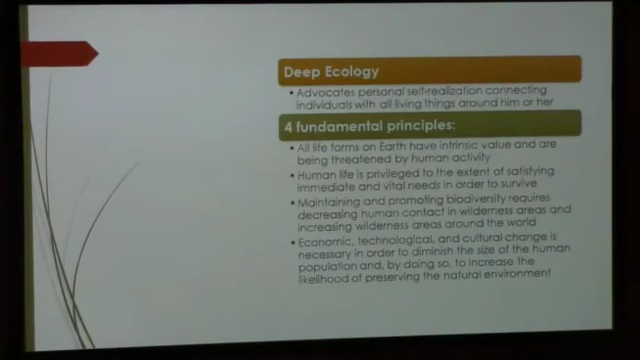 Deep Ecology
• Advocates personal self-realization connecting
individuals with all living things around him or her
4 fundamental principles:
• All life forms on Earth have intrinsic value and are
being threatened by human activity
• Human life is privileged to the extent of satisfying
immediate and vital needs in order to survive
• Maintaining and promoting biodiversity requires
decreasing human contact in wilderness areas and
increasing wilderness areas around the world
• Economic, technological, and cultural change is
necessary in order to diminish the size of the human
population and, by doing so, to increase the
likelihood of preserving the natural environment